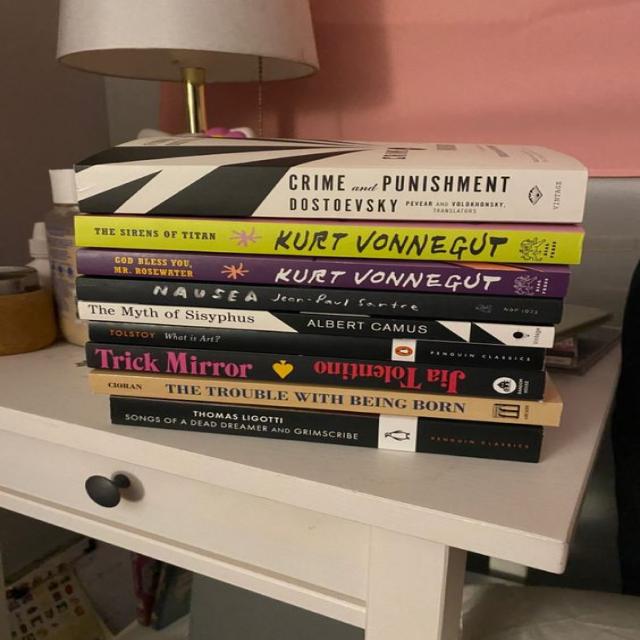 CRIME and PUNISHMENT
DOSTOEVSKY PEVEAR AND VOLOKHONSKY,
TRANSLATORS
VINTAGE
THE SIRENS OF TITAN KURT VONNEGUT
GOD BLESS YOU,
MR. ROSEWATER KURT VONNEGUT
NAUSEA Jean-Paul Sartre
The Myth of Sisyphus ALBERT CAMUS
TOLSTOY What is Art? PENGUIN CLASSICS
Trick Mirror Jia Tolentino
CIORAN THE TROUBLE WITH BEING BORN
THOMAS LIGOTTI
SONGS OF A DEAD DREAMER AND GRIMSCRIBE PENGUIN CLASSICS